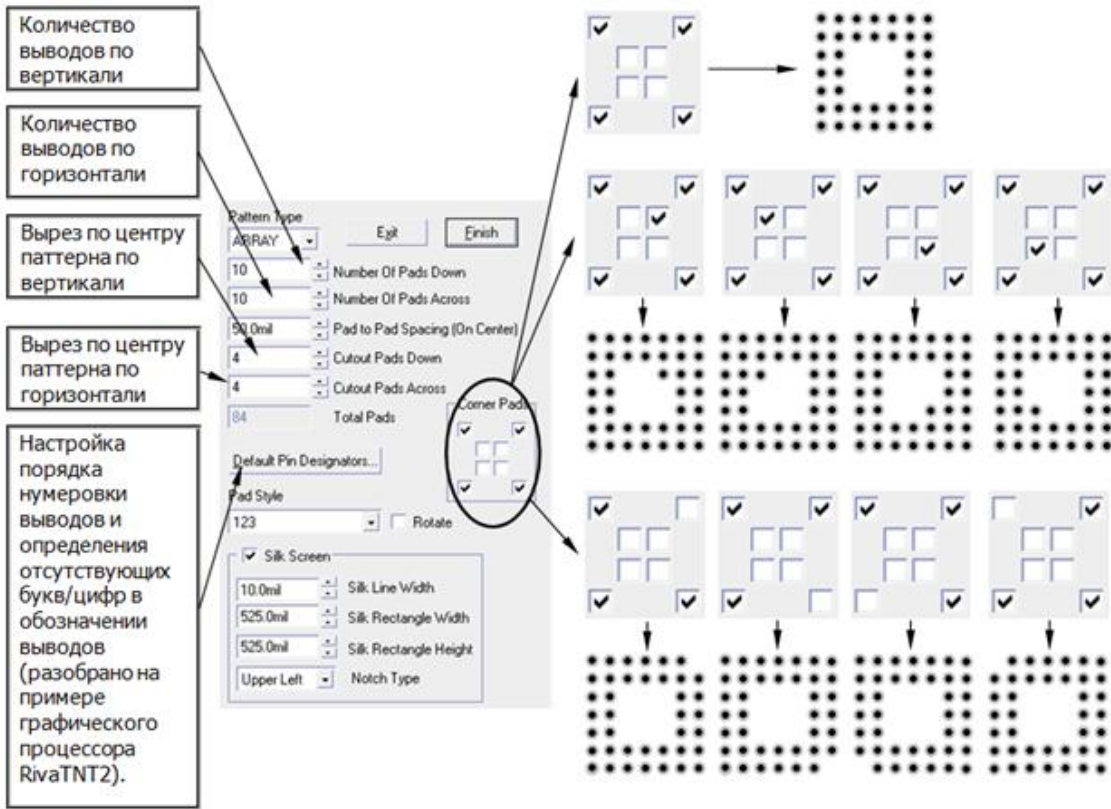 Количество
выводов по
вертикали
Количество
выводов по
горизонтали
Вырез по центру
паттерна по
вертикали
Вырез по центру
паттерна по
горизонтали
Настройка
порядка
нумеровки
выводов и
определения
отсутствующих
букв/цифр в
обозначении
выводов
(разобрано на
примере
графического
процессора
RivaTNT2).
Pattern Type
ARRAY
Exit
Finish
10
Number Of Pads Down
10
Number Of Pads Across
50.0mil
Pad to Pad Spacing (On Center)
4
Cutout Pads Down
4
Cutout Pads Across
84
Total Pads
Corner Pads
Default Pin Designators...
Pad Style
123
Rotate
Silk Screen
10.0mil
Silk Line Width
525.0mil
Silk Rectangle Width
525.0mil
Silk Rectangle Height
Upper Left
Notch Type